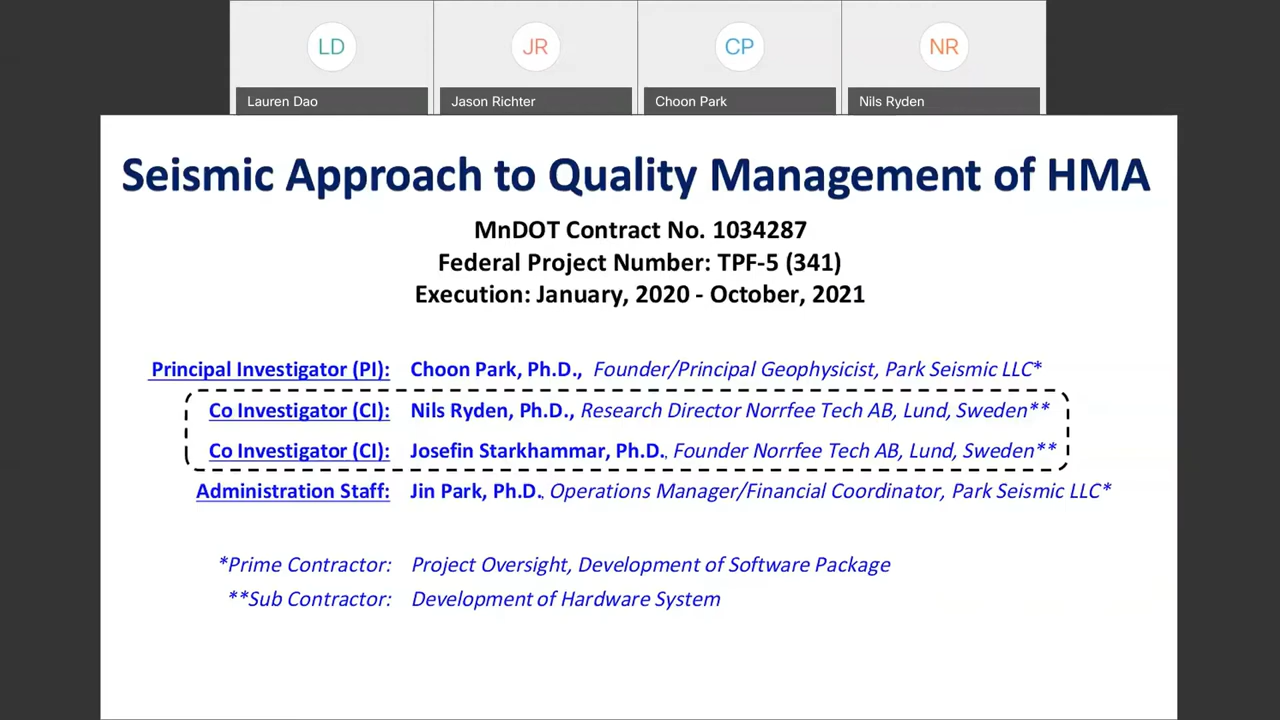 LD
JR
CP
NR
Lauren Dao
Jason Richter
Choon Park
Nils Ryden
Seismic Approach to Quality Management of HMA
MnDOT Contract No. 1034287
Federal Project Number: TPF-5 (341)
Execution: January, 2020 - October, 2021
Principal Investigator (PI): Choon Park, Ph.D., Founder/Principal Geophysicist, Park Seismic LLC*
Co Investigator (CI): Nils Ryden, Ph.D., Research Director Norrfee Tech AB, Lund, Sweden**
Co Investigator (CI): Josefin Starkhammar, Ph.D., Founder Norrfee Tech AB, Lund, Sweden**
Administration Staff: Jin Park, Ph.D., Operations Manager/Financial Coordinator, Park Seismic LLC*
*Prime Contractor: Project Oversight, Development of Software Package
**Sub Contractor: Development of Hardware System